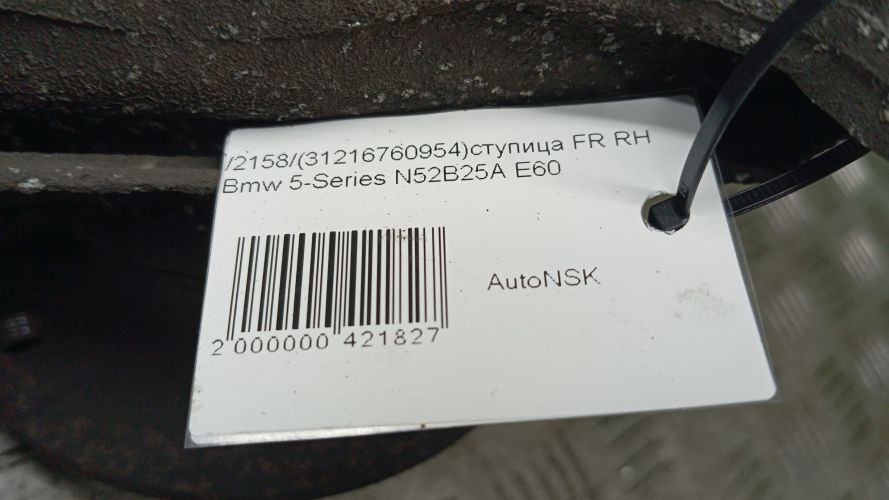 /2158/(31216760954)ступица FR RH
Bmw 5-Series N52B25A E60
AutoNSK
2 000000 421827